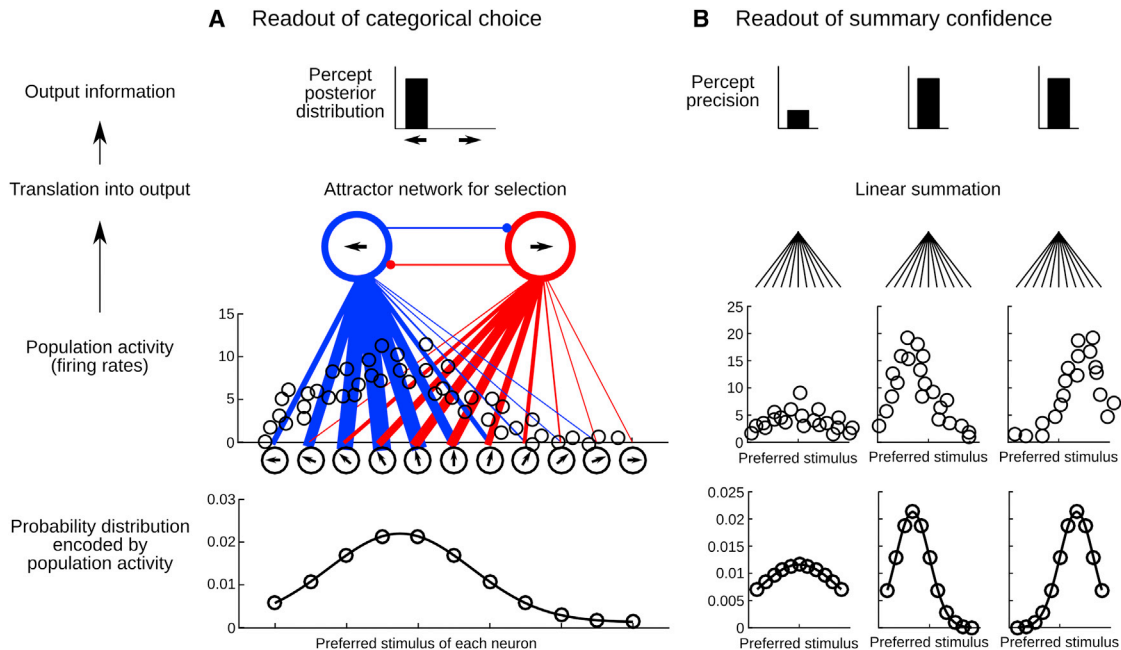 A Readout of categorical choice
B Readout of summary confidence
Output information
Percept
posterior
distribution
Percept
precision
Translation into output
Attractor network for selection
Linear summation
Population activity
(firing rates)
15
10
5
0
25
20
15
10
5
0
Preferred stimulus
Preferred stimulus
Preferred stimulus
Probability distribution
encoded by
population activity
0.03
0.02
0.01
0
Preferred stimulus of each neuron
0.025
0.02
0.015
0.01
0.005
0
Preferred stimulus
Preferred stimulus
Preferred stimulus